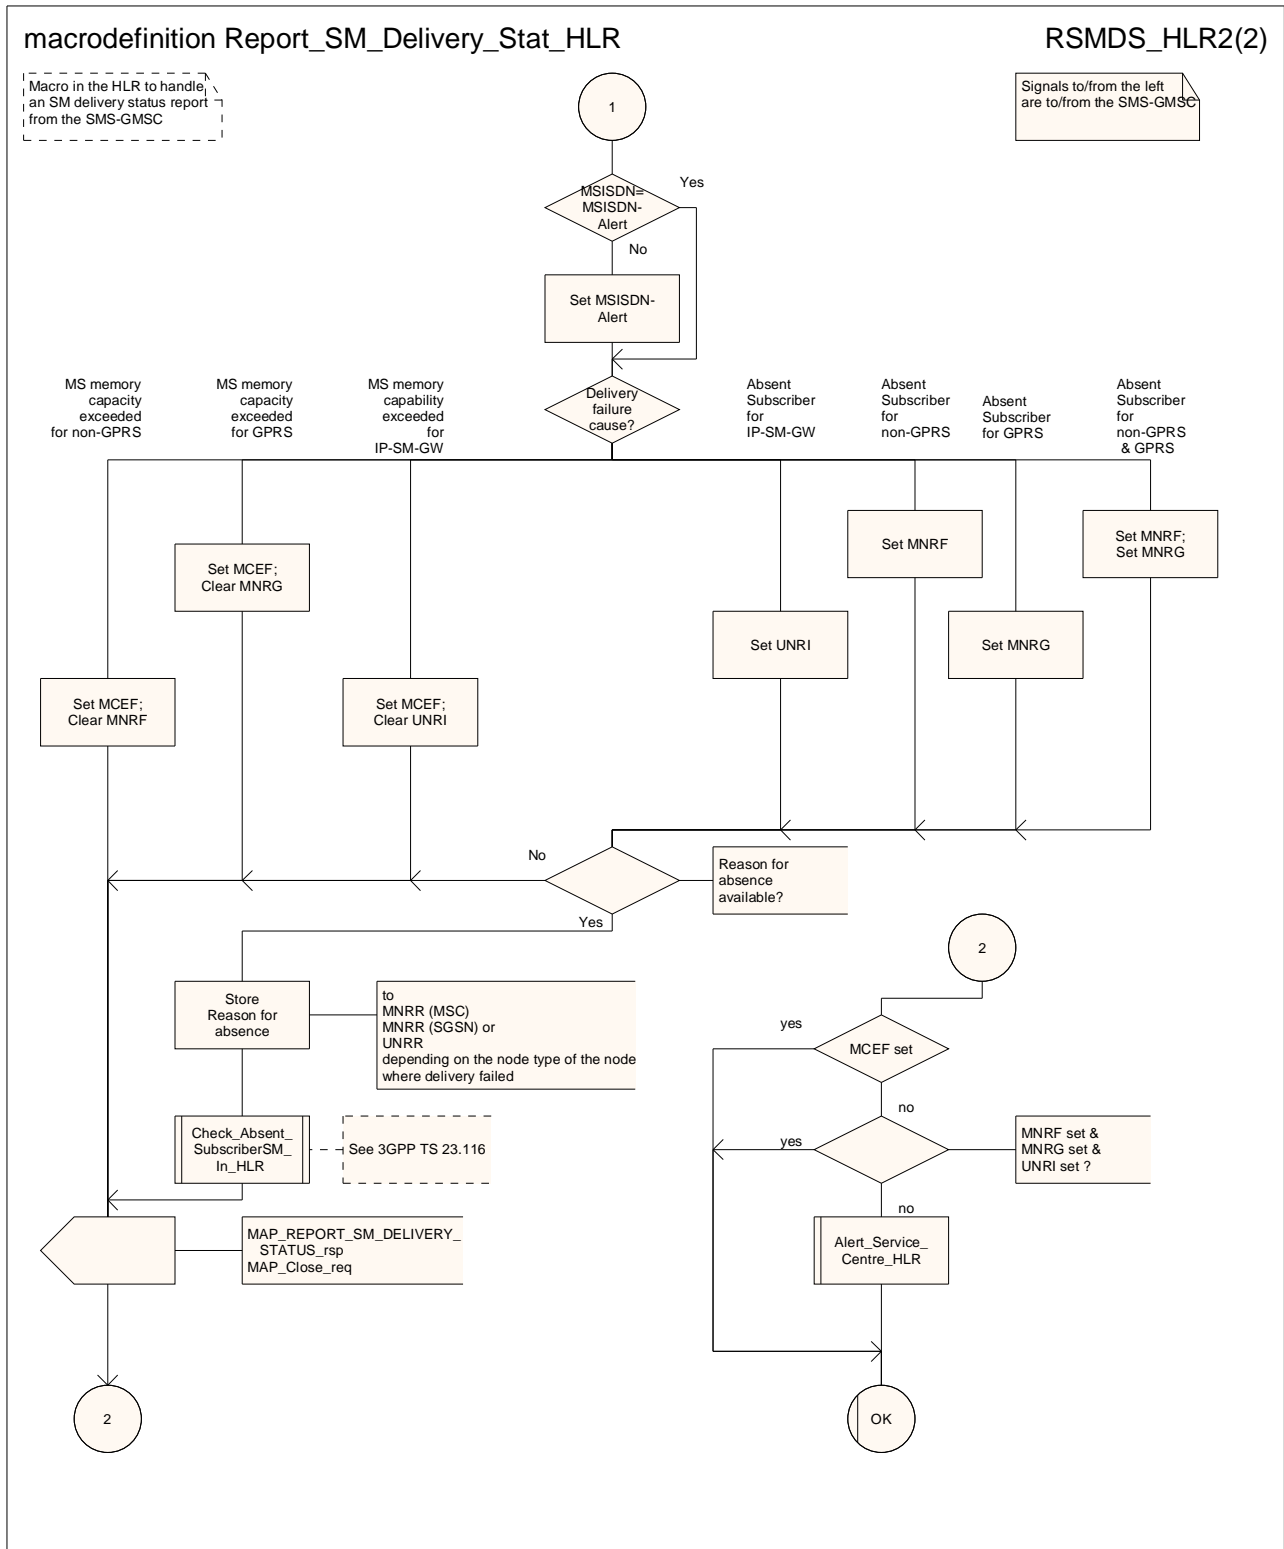 macrodefinition Report_SM_Delivery_Stat_HLR
RSMDS_HLR2(2)
Macro in the HLR to handle
an SM delivery status report
from the SMS-GMSC
Signals to/from the left
are to/from the SMS-GMSC
1
MSISDN=
MSISDN-
Alert
Yes
No
Set MSISDN-
Alert
Delivery
failure
cause?
MS memory
capacity
exceeded
for non-GPRS
MS memory
capacity
exceeded
for GPRS
MS memory
capability
exceeded
for
IP-SM-GW
Absent
Subscriber
for
IP-SM-GW
Absent
Subscriber
for
non-GPRS
Absent
Subscriber
for GPRS
Absent
Subscriber
for
non-GPRS
& GPRS
Set MCEF;
Clear MNRF
Set MCEF;
Clear MNRG
Set MCEF;
Clear UNRI
Set UNRI
Set MNRF
Set MNRG
Set MNRF;
Set MNRG
No
Reason for
absence
available?
Yes
Store
Reason for
absence
to
MNRR (MSC)
MNRR (SGSN) or
UNRR
depending on the node type of the node
where delivery failed
Check_Absent_
SubscriberSM_
In_HLR
See 3GPP TS 23.116
MAP_REPORT_SM_DELIVERY_
STATUS_rsp
MAP_Close_req
2
2
yes
MCEF set
no
yes
MNRF set &
MNRG set &
UNRI set ?
no
Alert_Service_
Centre_HLR
OK